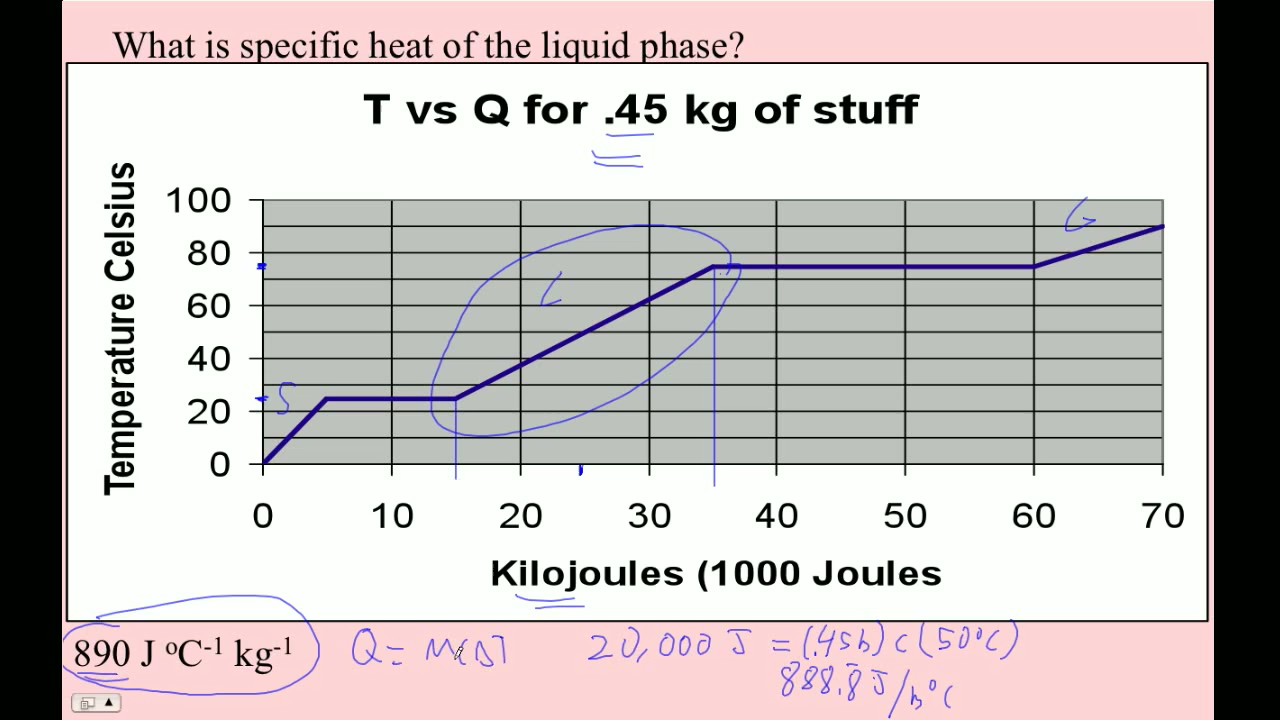 What is specific heat of the liquid phase?
T vs Q for .45 kg of stuff
Temperature Celsius
100
80
60
40
20
0
S
L
G
0 10 20 30 40 50 60 70
Kilojoules (1000 Joules
890 J ºC⁻¹ kg⁻¹ Q = MCΔT 20,000 J = (.45k) C (50°C)
888.8 J/k°C